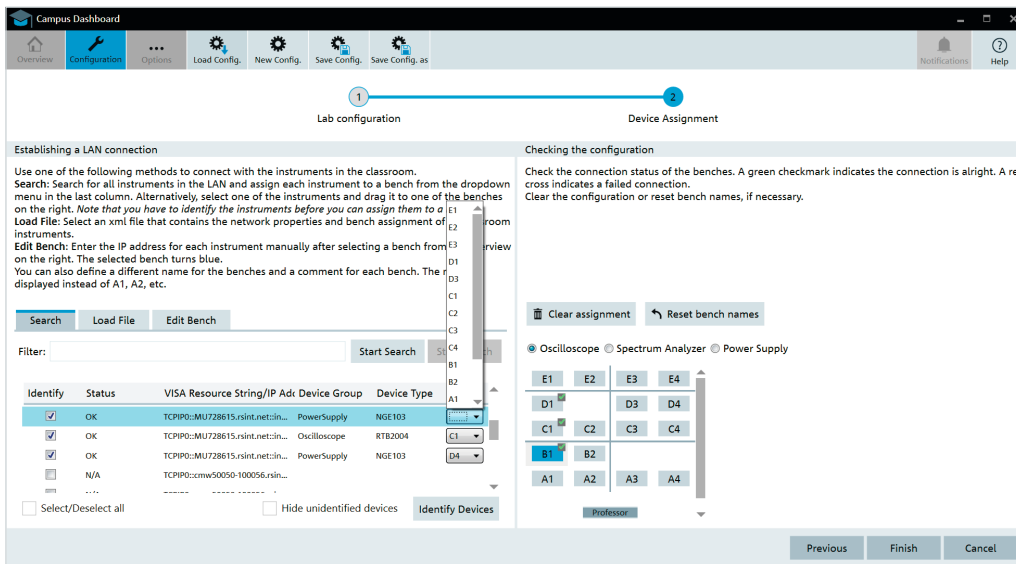 Campus Dashboard
Overview
Configuration
Options
Load Config.
New Config.
Save Config.
Save Config. as
Notifications
Help
1
2
Lab configuration
Device Assignment
Establishing a LAN connection
Use one of the following methods to connect with the instruments in the classroom.
Search: Search for all instruments in the LAN and assign each instrument to a bench from the dropdown
menu in the last column. Alternatively, select one of the instruments and drag it to one of the benches
on the right. Note that you have to identify the instruments before you can assign them to a
Load File: Select an xml file that contains the network properties and bench assignment of room
instruments.
Edit Bench: Enter the IP address for each instrument manually after selecting a bench from rview
on the right. The selected bench turns blue.
You can also define a different name for the benches and a comment for each bench. The
displayed instead of A1, A2, etc.
E1
E2
E3
D1
D3
C1
C2
C3
C4
B1
B2
A1
Search
Load File
Edit Bench
Filter:
Start Search
Identify
Status
VISA Resource String/IP Add
Device Group
Device Type
OK TCPIP0::MU728615.rsint.net::in... PowerSupply NGE103
OK TCPIP0::MU728615.rsint.net::in... Oscilloscope RTB2004 C1
OK TCPIP0::MU728615.rsint.net::in... PowerSupply NGE103 D4
N/A TCPIP0::cmw50050-100056.rsin...
Select/Deselect all
Hide unidentified devices
Identify Devices
Checking the configuration
Check the connection status of the benches. A green checkmark indicates the connection is alright. A re
cross indicates a failed connection.
Clear the configuration or reset bench names, if necessary.
Clear assignment
Reset bench names
Oscilloscope
Spectrum Analyzer
Power Supply
E1 E2 E3 E4
D1 D3 D4
C1 C2 C3 C4
B1 B2
A1 A2 A3 A4
Professor
Previous
Finish
Cancel